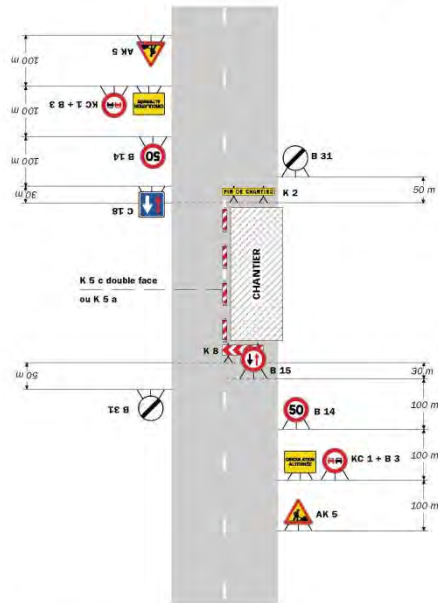 100 m
AK 5
100 m
KC 1 + B 3
CIRCULATION ALTERNÉE
100 m
50
B 14
30 m
C 18
B 31
50 m
FIN DE CHANTIER
K 2
K 5 c double face
ou K 5 a
CHANTIER
K 8
B 15
50 m
B 31
30 m
50
B 14
100 m
CIRCULATION ALTERNÉE
KC 1 + B 3
100 m
AK 5
100 m